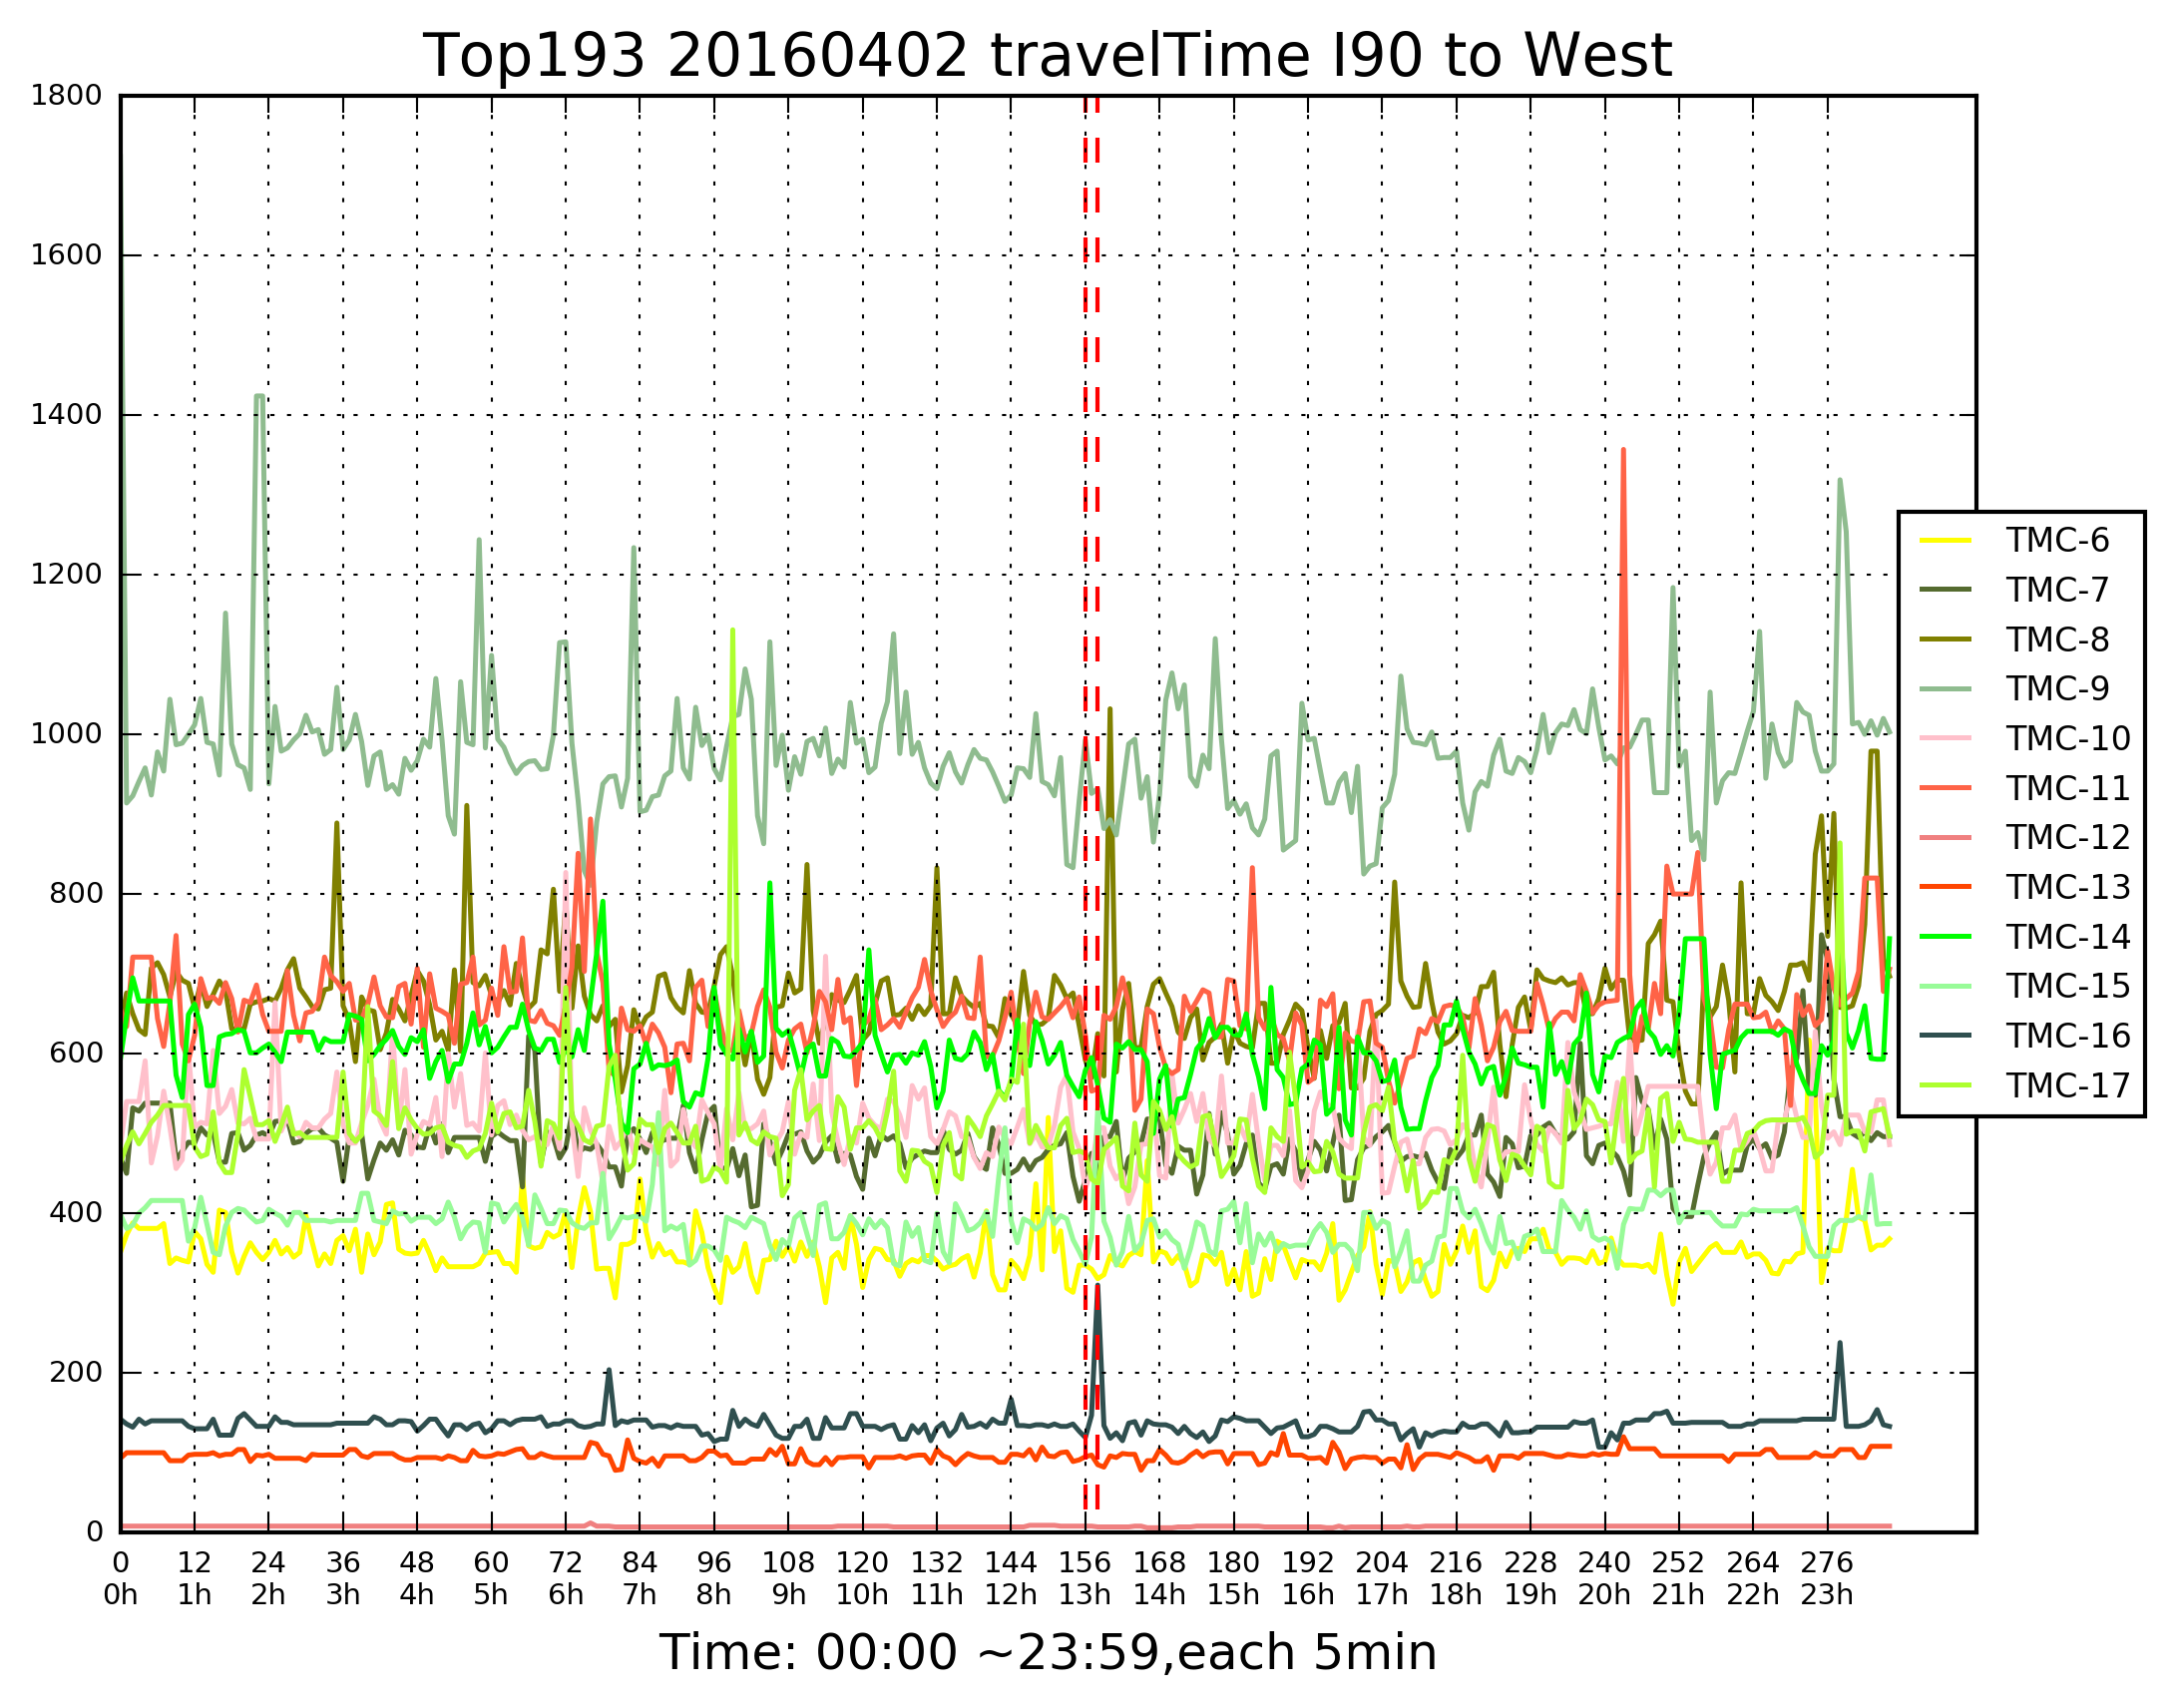 Top193 20160402 travelTime I90 to West
1800
1600
1400
1200
1000
800
600
400
200
0
TMC-6
TMC-7
TMC-8
TMC-9
TMC-10
TMC-11
TMC-12
TMC-13
TMC-14
TMC-15
TMC-16
TMC-17
0 12 24 36 48 60 72 84 96 108 120 132 144 156 168 180 192 204 216 228 240 252 264 276
0h 1h 2h 3h 4h 5h 6h 7h 8h 9h 10h 11h 12h 13h 14h 15h 16h 17h 18h 19h 20h 21h 22h 23h
Time: 00:00 ~23:59,each 5min